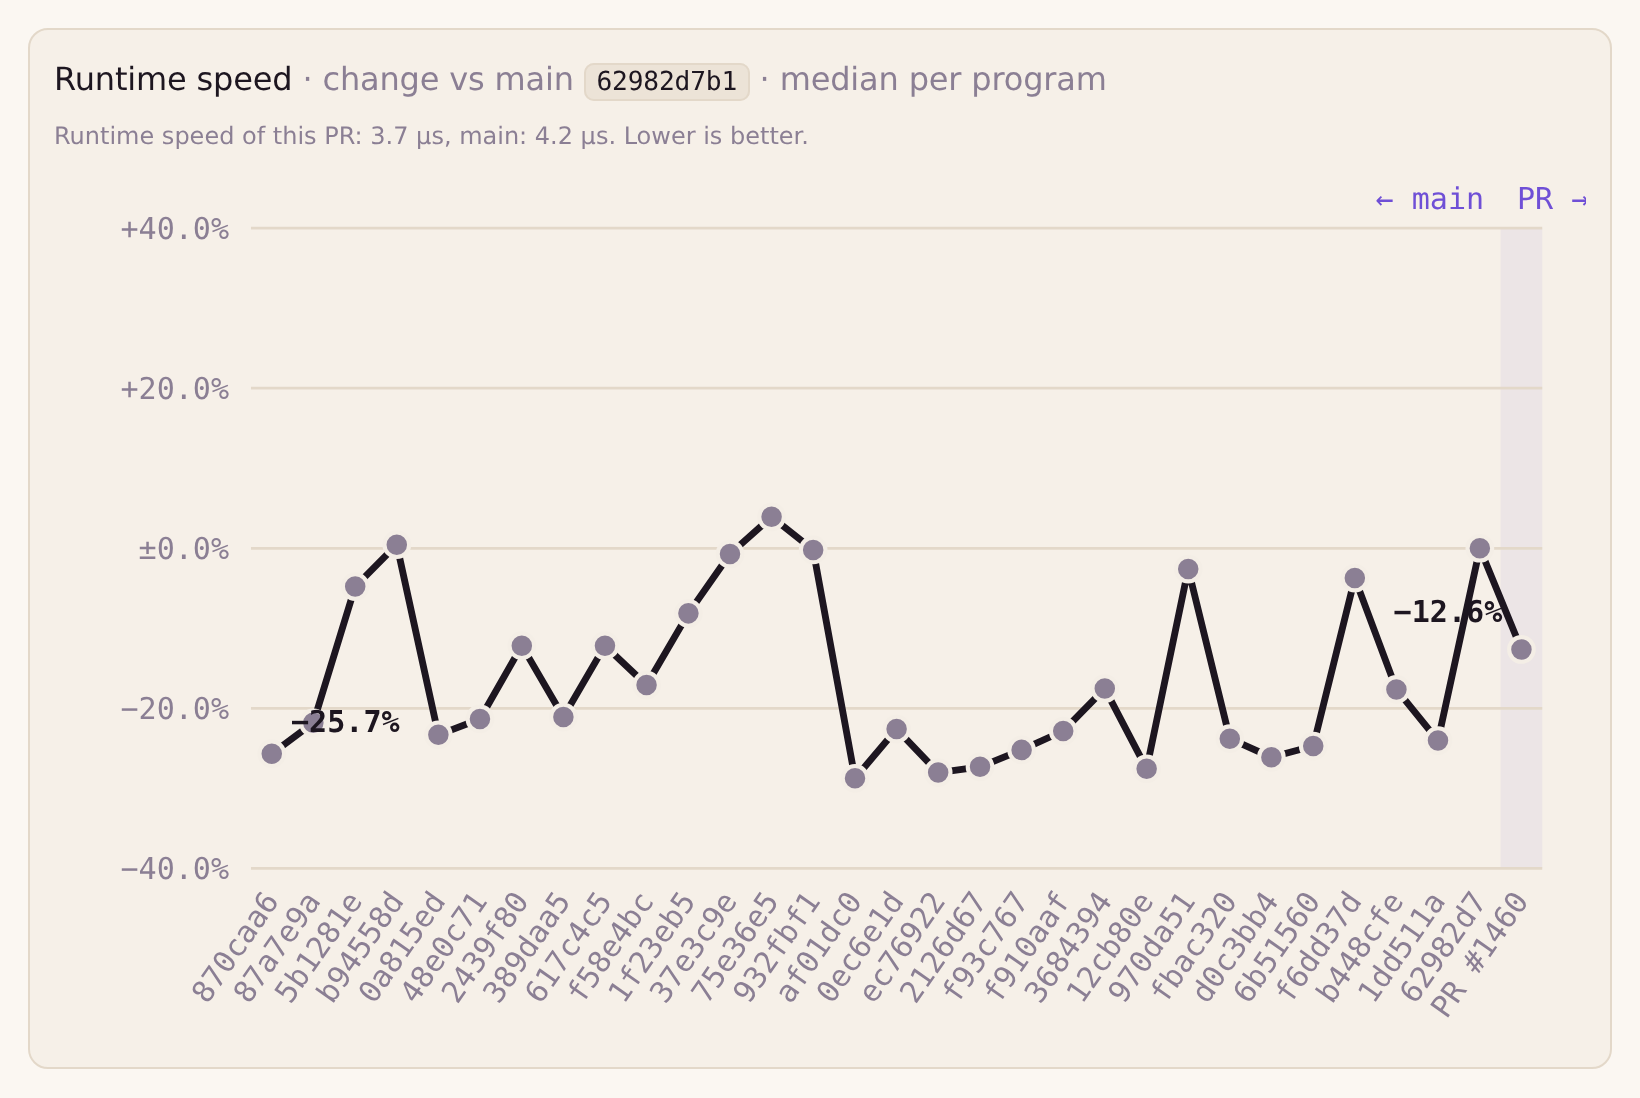 Runtime speed · change vs main 62982d7b1 · median per program
Runtime speed of this PR: 3.7 µs, main: 4.2 µs. Lower is better.
← main PR →
+40.0%
+20.0%
±0.0%
−20.0%
−40.0%
−25.7%
−12.6%
870caa6
87a7e9a
5b1281e
b94558d
0a815ed
48e0c71
2439f80
389daa5
617c4c5
f58e4bc
1f23eb5
37e3c9e
75e36e5
932fbf1
af01dc0
0ec6e1d
ec76922
2126d67
f93c767
f910aaf
3684394
12cb80e
970da51
fbac320
d0c3bb4
6b51560
f6dd37d
b448cfe
1dd511a
62982d7
PR #1460